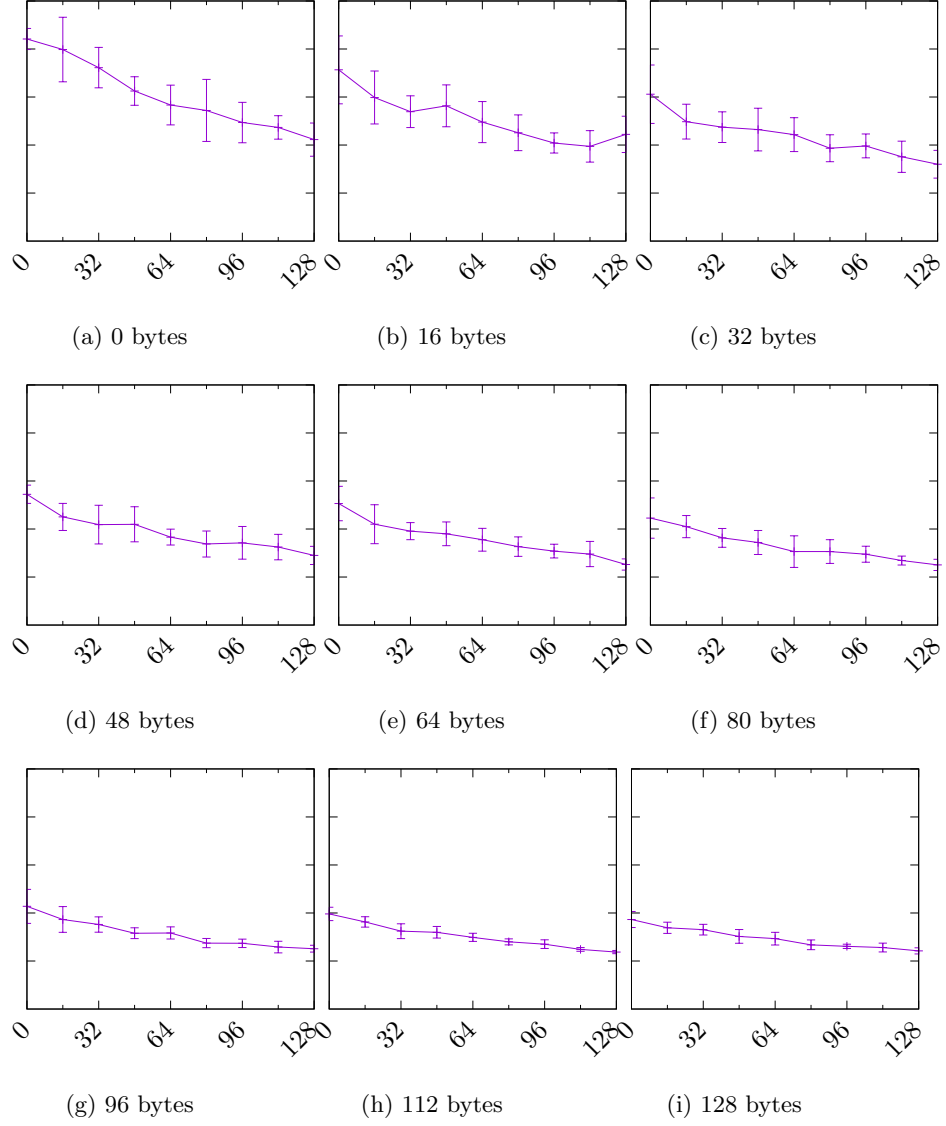 0 32 64 96 128 0 32 64 96 128 0 32 64 96 128
(a) 0 bytes (b) 16 bytes (c) 32 bytes
0 32 64 96 128 0 32 64 96 128 0 32 64 96 128
(d) 48 bytes (e) 64 bytes (f) 80 bytes
0 32 64 96 128 0 32 64 96 128 0 32 64 96 128
(g) 96 bytes (h) 112 bytes (i) 128 bytes